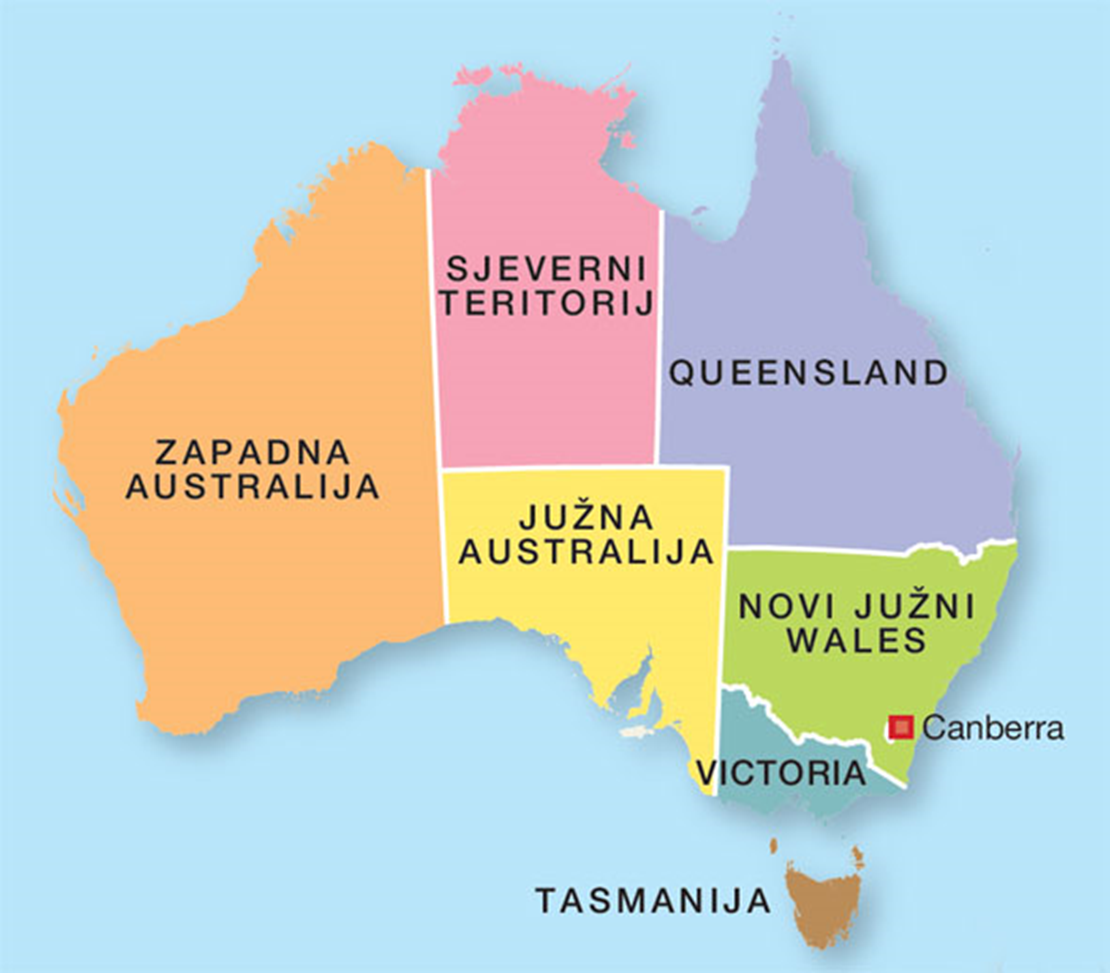 SJEVERNI
TERITORIJ
QUEENSLAND
ZAPADNA
AUSTRALIJA
JUŽNA
AUSTRALIJA
NOVI JUŽNI
WALES
Canberra
VICTORIA
TASMANIJA